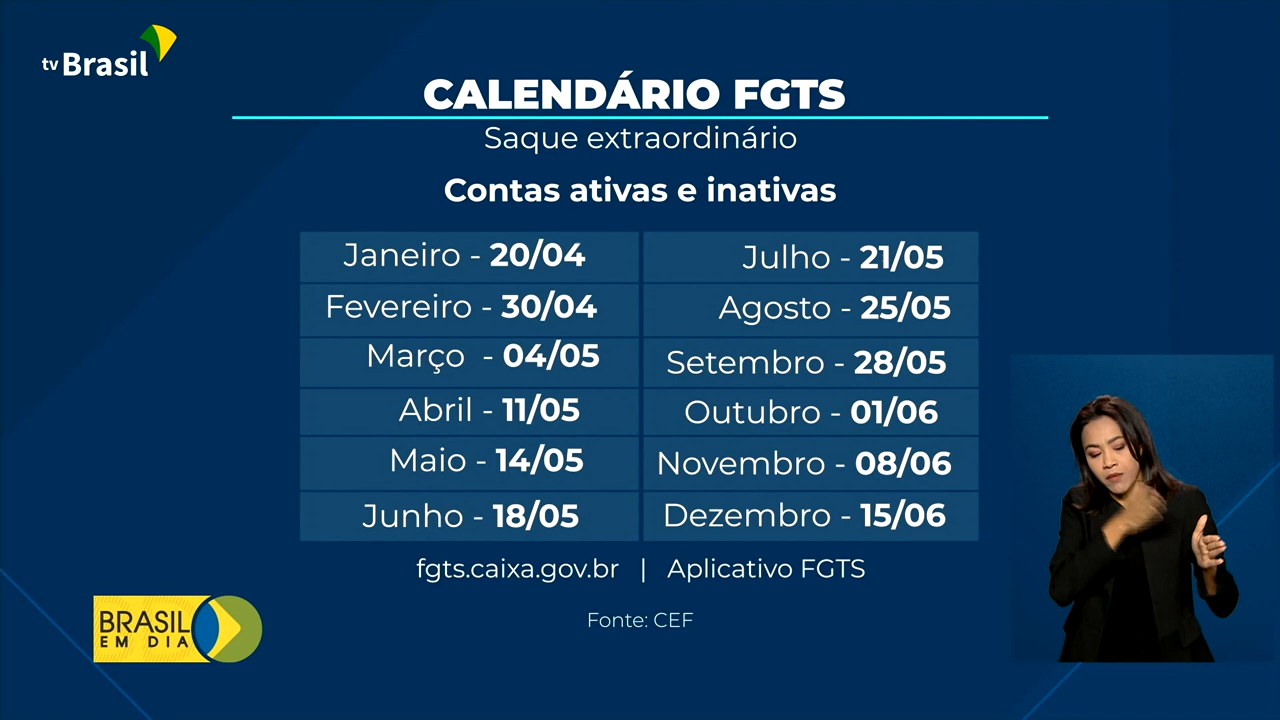 tv Brasil
CALENDÁRIO FGTS
Saque extraordinário
Contas ativas e inativas
Janeiro - 20/04
Fevereiro - 30/04
Março - 04/05
Abril - 11/05
Maio - 14/05
Junho - 18/05
Julho - 21/05
Agosto - 25/05
Setembro - 28/05
Outubro - 01/06
Novembro - 08/06
Dezembro - 15/06
fgts.caixa.gov.br | Aplicativo FGTS
Fonte: CEF
BRASIL
EM DIA